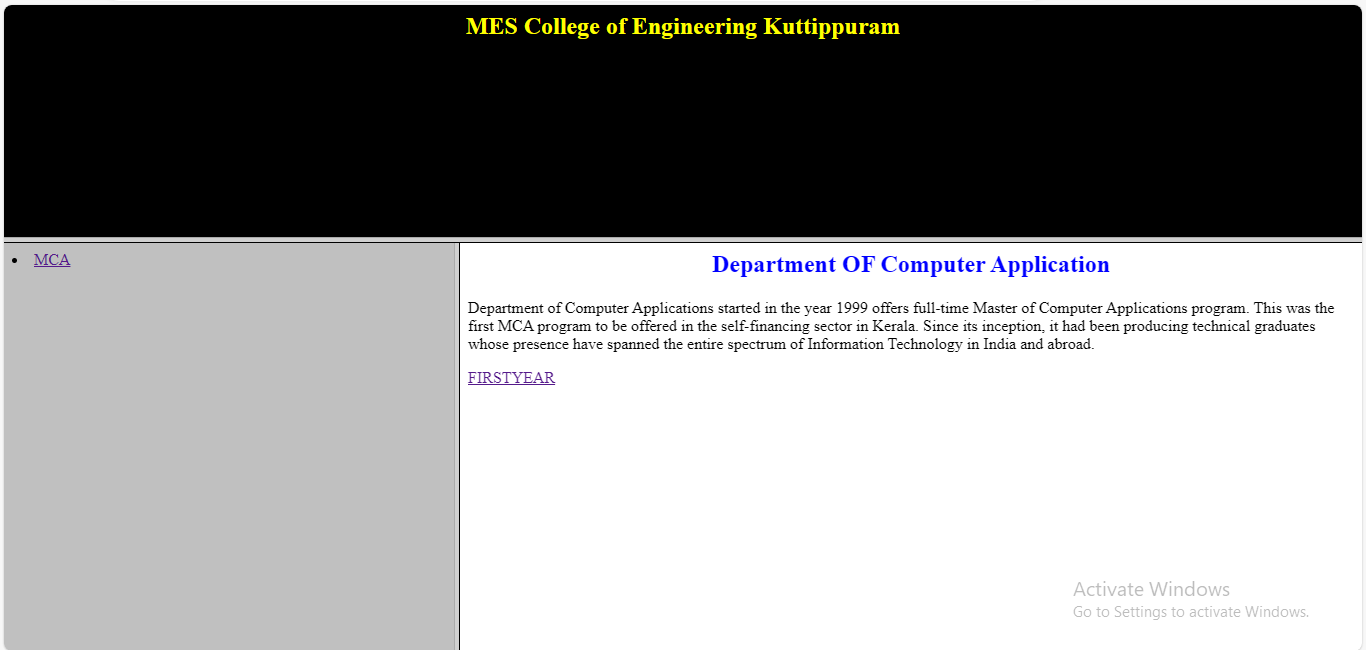 MES College of Engineering Kuttippuram
MCA
Department OF Computer Application
Department of Computer Applications started in the year 1999 offers full-time Master of Computer Applications program. This was the
first MCA program to be offered in the self-financing sector in Kerala. Since its inception, it had been producing technical graduates
whose presence have spanned the entire spectrum of Information Technology in India and abroad.
FIRSTYEAR
Activate Windows
Go to Settings to activate Windows.